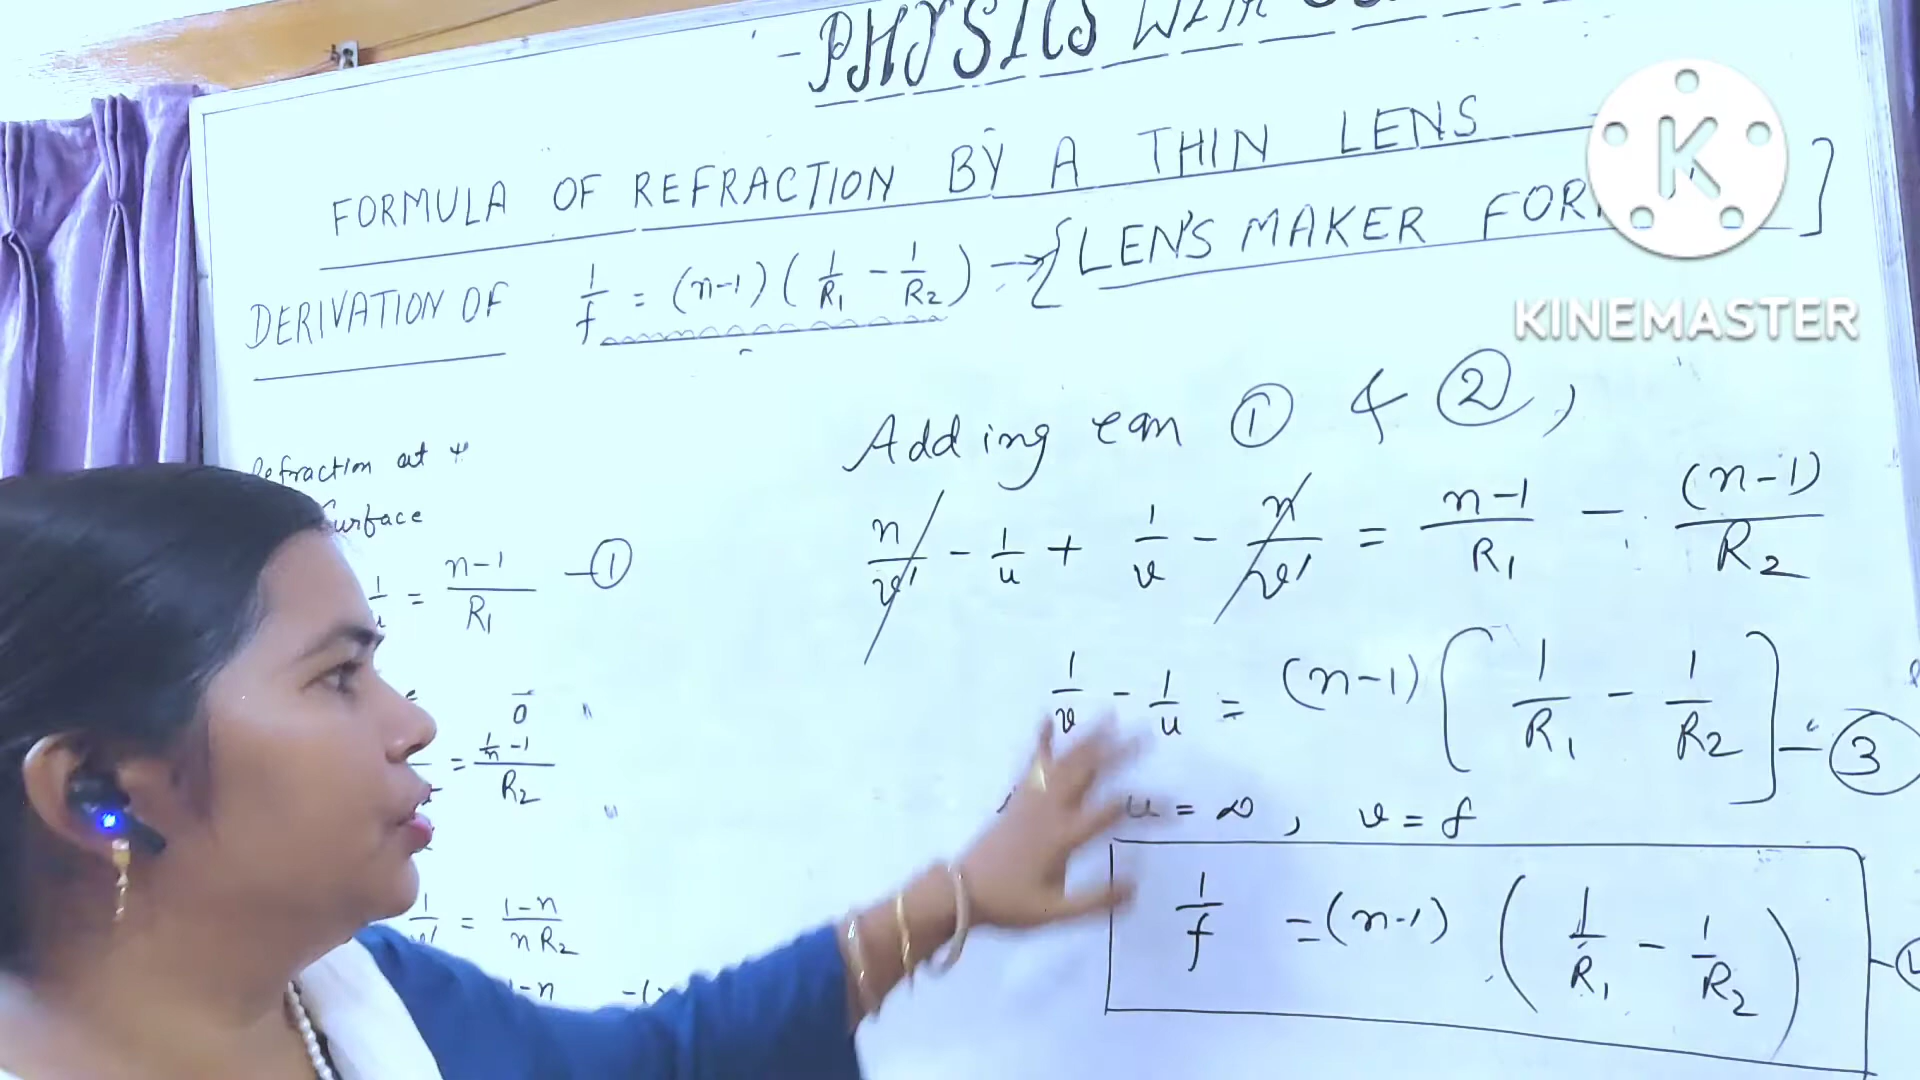 - PHYSICS WITH
FORMULA OF REFRACTION BY A THIN LENS
DERIVATION OF 1/f = (n-1) (1/R₁ - 1/R₂) → {LEN'S MAKER FOR ]
KINEMASTER
Refraction at
Surface
= n-1/R₁ - ①
= 1/n -1/R₂
= 1-n/n R₂
Adding eqn ① & ②,
n/v' - 1/u + 1/v - n/v' = n-1/R₁ - (n-1)/R₂
1/v - 1/u = (n-1) [1/R₁ - 1/R₂] - ③
u = ∞, v = f
1/f = (n-1) (1/R₁ - 1/R₂)